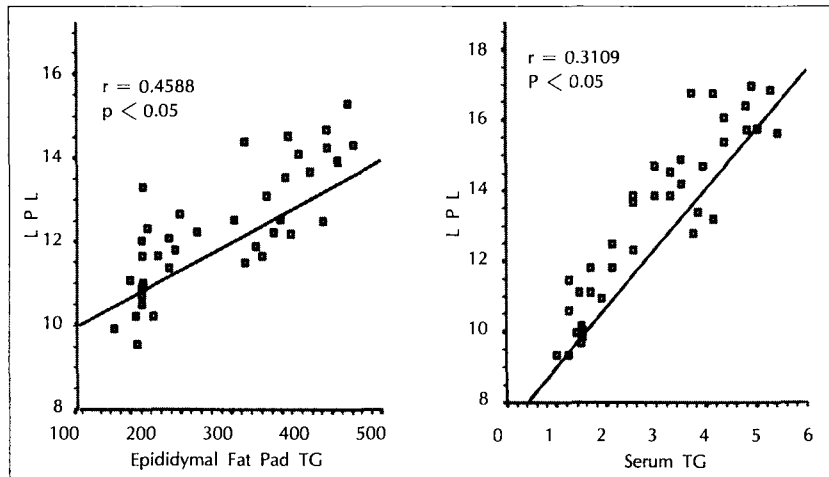 r = 0.4588
p < 0.05
16
14
12
10
8
L P L
100 200 300 400 500
Epididymal Fat Pad TG
r = 0.3109
P < 0.05
18
16
14
12
10
8
L P L
0 1 2 3 4 5 6
Serum TG